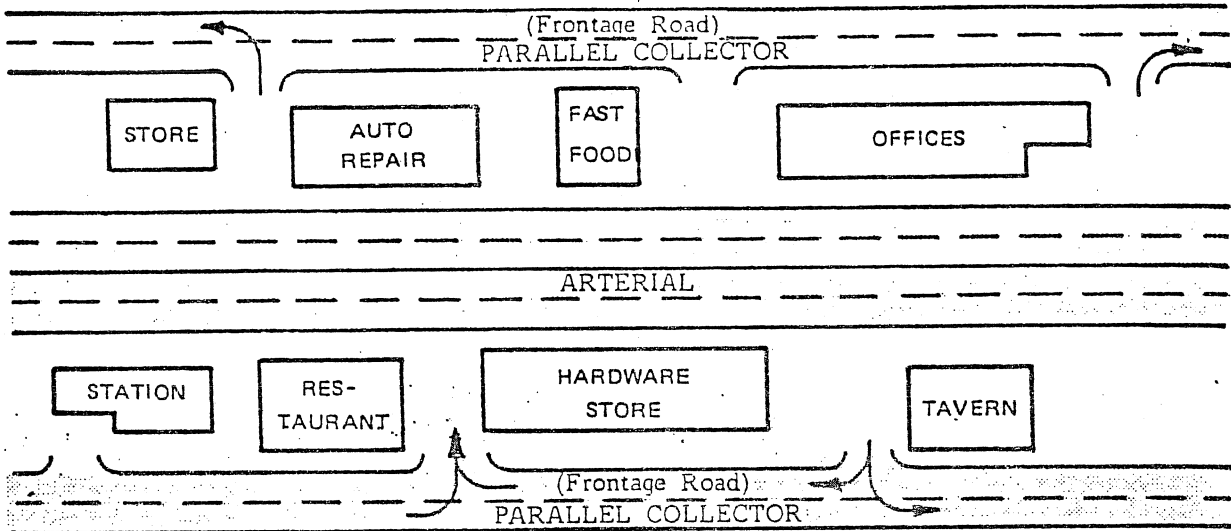 (Frontage Road)
PARALLEL COLLECTOR
STORE
AUTO
REPAIR
FAST
FOOD
OFFICES
ARTERIAL
STATION
RES-
TAURANT
HARDWARE
STORE
TAVERN
(Frontage Road)
PARALLEL COLLECTOR